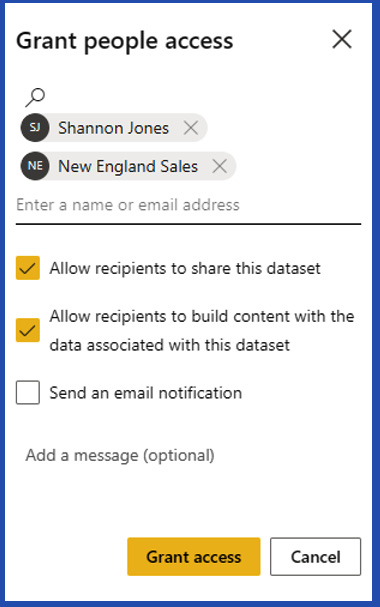 Grant people access
SJ Shannon Jones
NE New England Sales
Enter a name or email address
Allow recipients to share this dataset
Allow recipients to build content with the
data associated with this dataset
Send an email notification
Add a message (optional)
Grant access Cancel